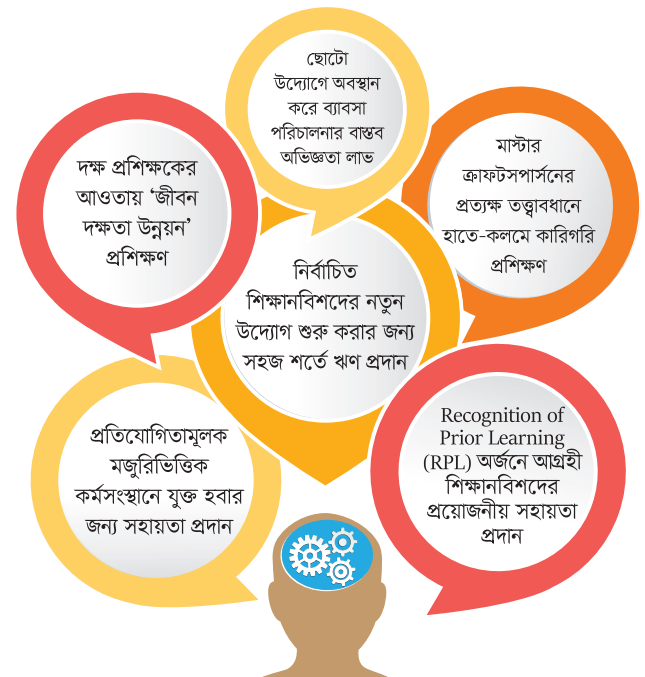 ছোটো
উদ্যোগে অবস্থান
করে ব্যাবসা
পরিচালনার বাস্তব
অভিজ্ঞতা লাভ
দক্ষ প্রশিক্ষকের
আওতায় ‘জীবন
দক্ষতা উন্নয়ন’
প্রশিক্ষণ
মাস্টার
ক্রাফটসপার্সনের
প্রত্যক্ষ তত্ত্বাবধানে
হাতে-কলমে কারিগরি
প্রশিক্ষণ
নির্বাচিত
শিক্ষানবিশদের নতুন
উদ্যোগ শুরু করার জন্য
সহজ শর্তে ঋণ প্রদান
প্রতিযোগিতামূলক
মজুরিভিত্তিক
কর্মসংস্থানে যুক্ত হবার
জন্য সহায়তা প্রদান
Recognition of
Prior Learning
(RPL) অর্জনে আগ্রহী
শিক্ষানবিশদের
প্রয়োজনীয় সহায়তা
প্রদান